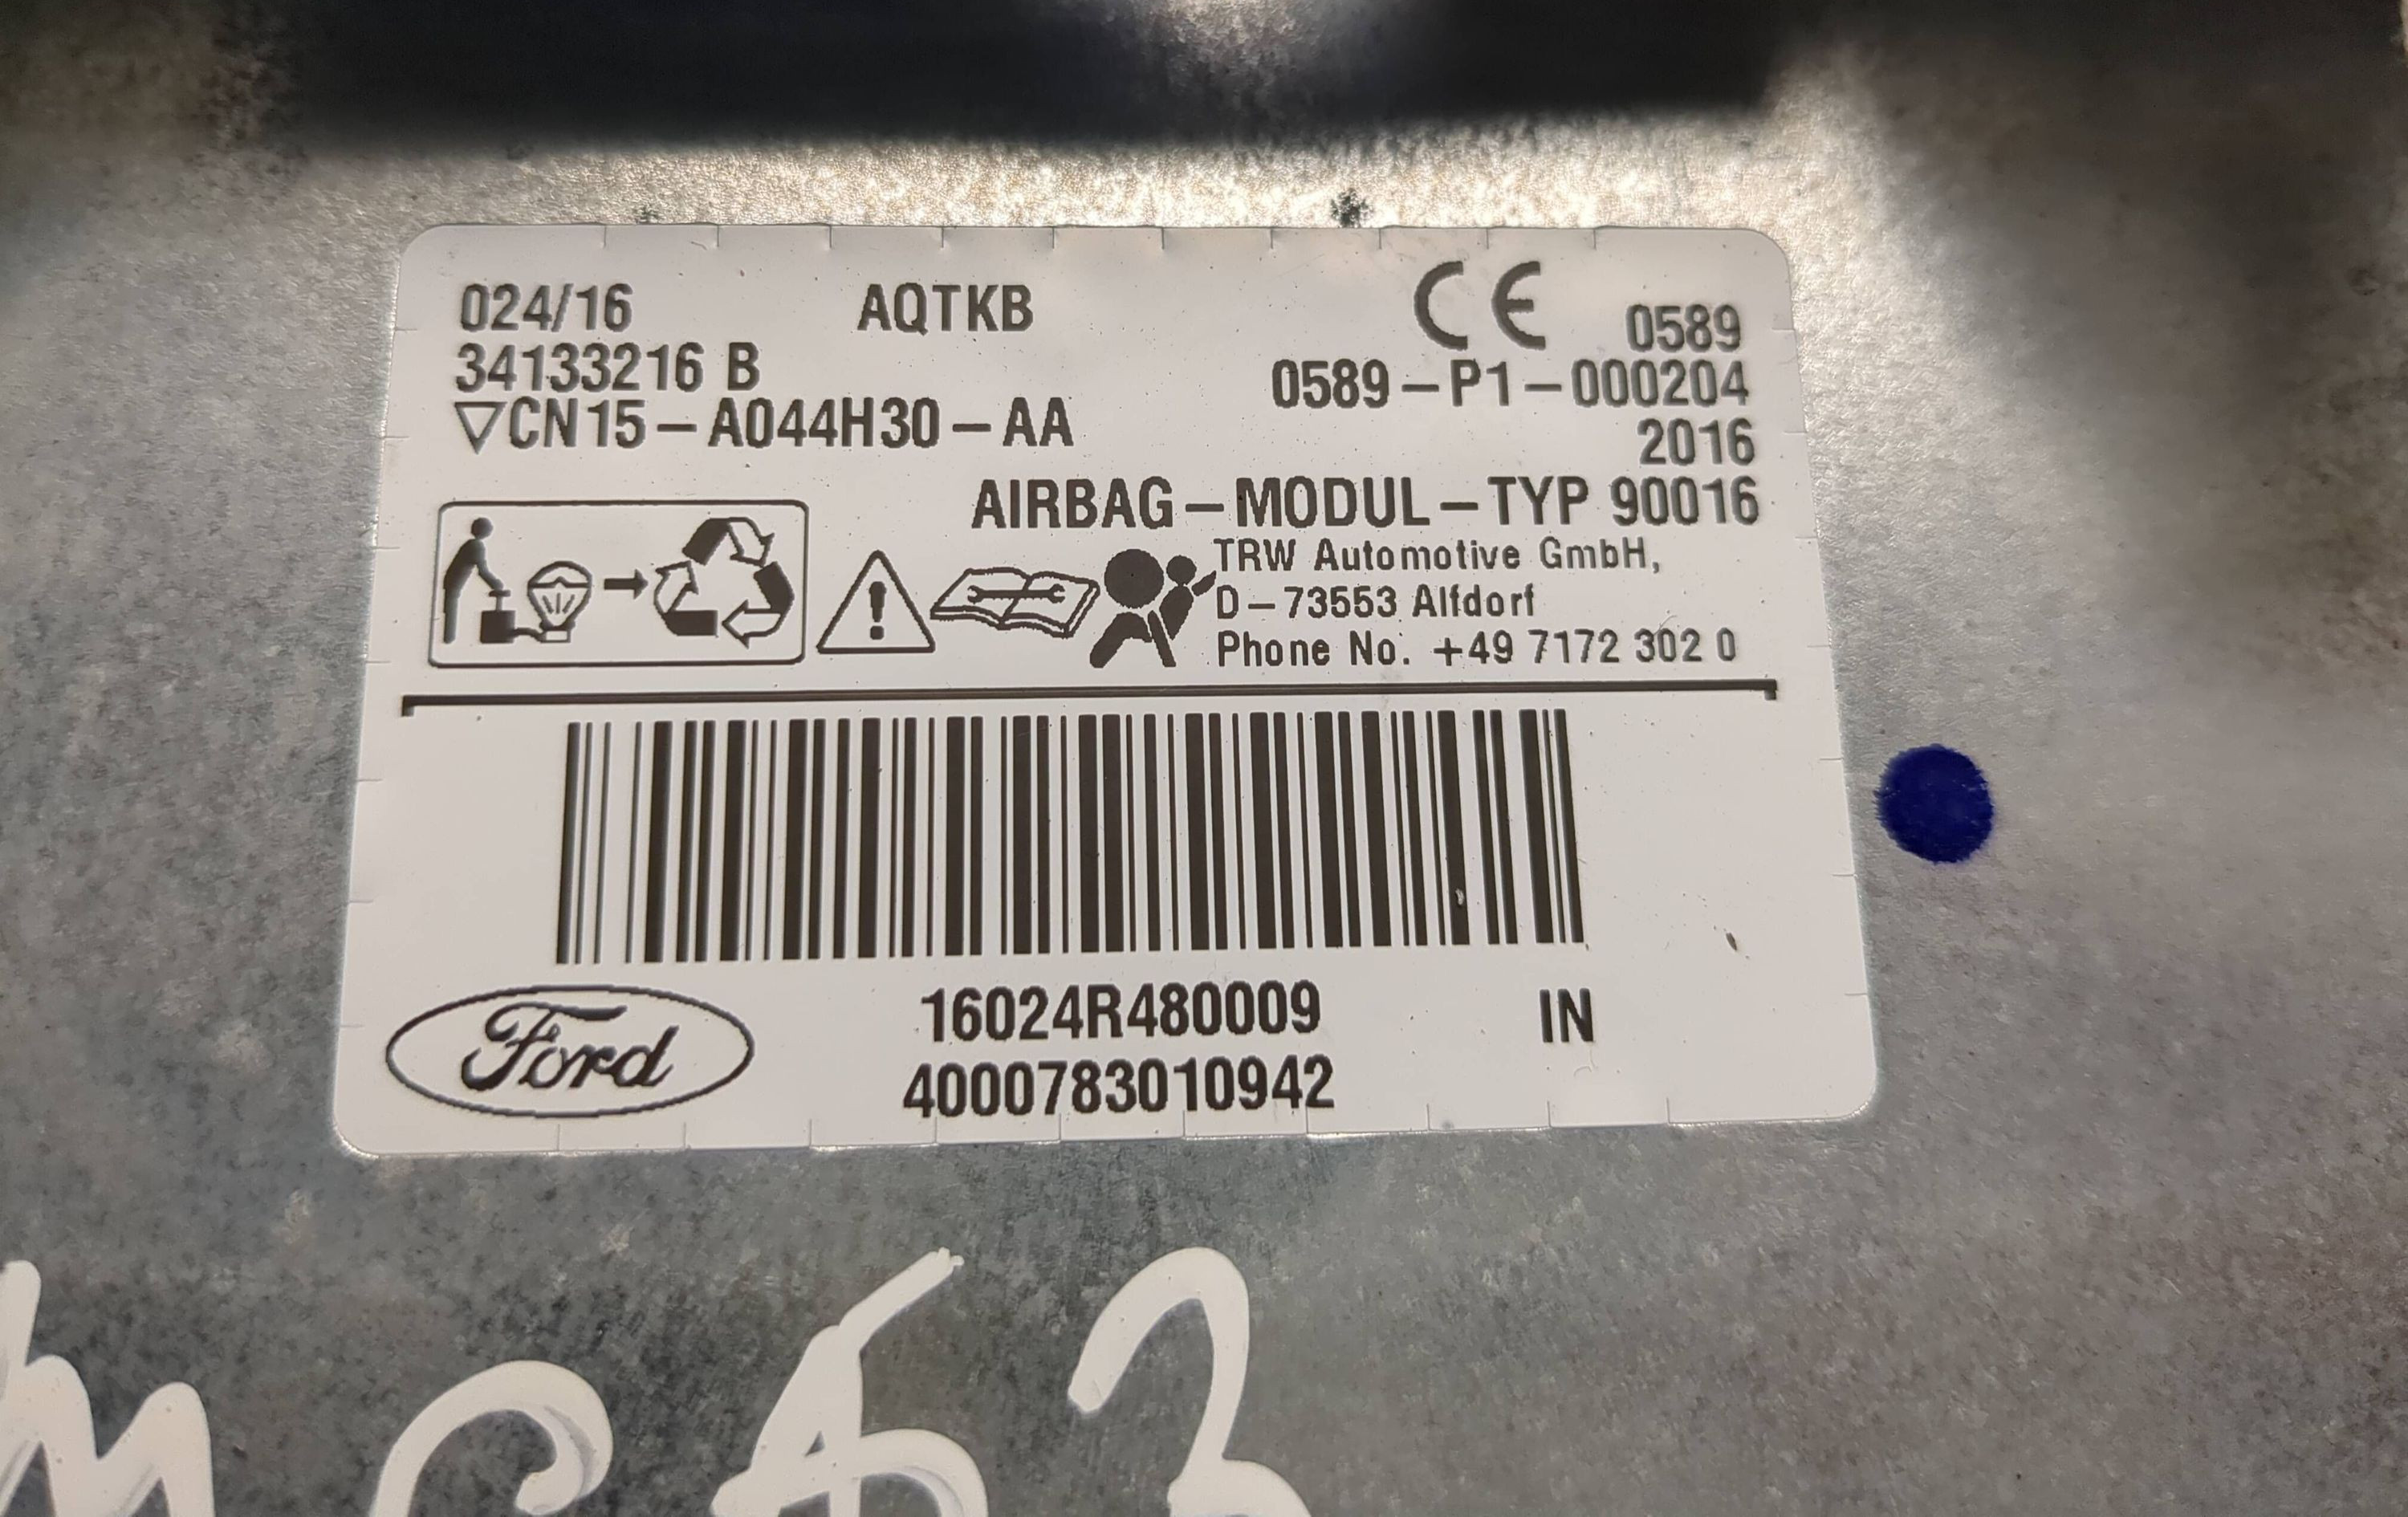 024/16 AQTKB CE 0589
34133216 B 0589-P1-000204
▽CN15-A044H30-AA 2016
AIRBAG-MODUL-TYP 90016
TRW Automotive GmbH,
D-73553 Alfdorf
Phone No. +49 7172 302 0
16024R480009 IN
Ford
4000783010942